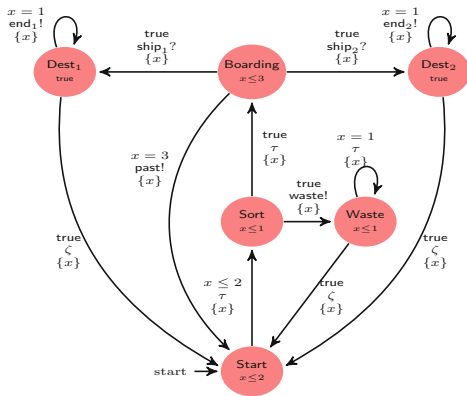 x = 1
end₁!
{x}
Dest₁
true
true
ship₁?
{x}
Boarding
x≤3
true
ship₂?
{x}
x = 1
end₂!
{x}
Dest₂
true
x = 3
past!
{x}
true
τ
{x}
x = 1
τ
{x}
true
waste!
{x}
Sort
x≤1
Waste
x≤1
true
ζ
{x}
x ≤ 2
τ
{x}
true
ζ
{x}
true
ζ
{x}
start
Start
x≤2